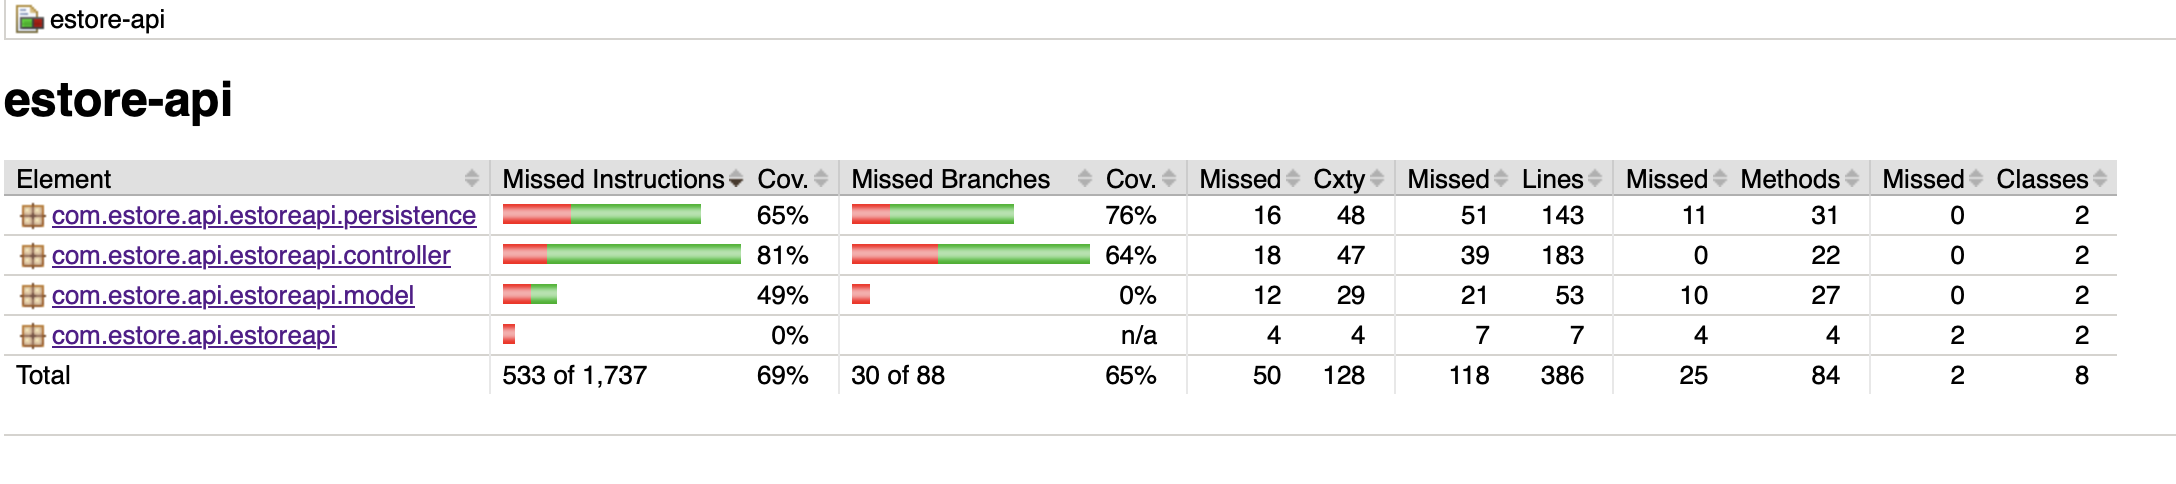 estore-api
estore-api
Element Missed Instructions Cov. Missed Branches Cov. Missed Cxty Missed Lines Missed Methods Missed Classes
com.estore.api.estoreapi.persistence 65% 76% 16 48 51 143 11 31 0 2
com.estore.api.estoreapi.controller 81% 64% 18 47 39 183 0 22 0 2
com.estore.api.estoreapi.model 49% 0% 12 29 21 53 10 27 0 2
com.estore.api.estoreapi 0% n/a 4 4 7 7 4 4 2 2
Total 533 of 1,737 69% 30 of 88 65% 50 128 118 386 25 84 2 8